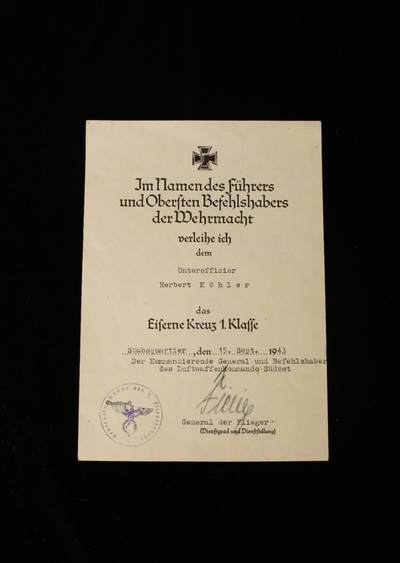 Im Namen des Führers
und Obersten Befehlshabers
der Wehrmacht
verleihe ich
dem
Unteroffizier
Herbert Köhler
das
Eiserne Kreuz 1. Klasse
Stabsquartier, den 15. Sept. 1943
Der Kommandierende General und Befehlshaber
des Luftwaffenkommando Südost
General der Flieger
(Dienstgrad und Dienststellung)